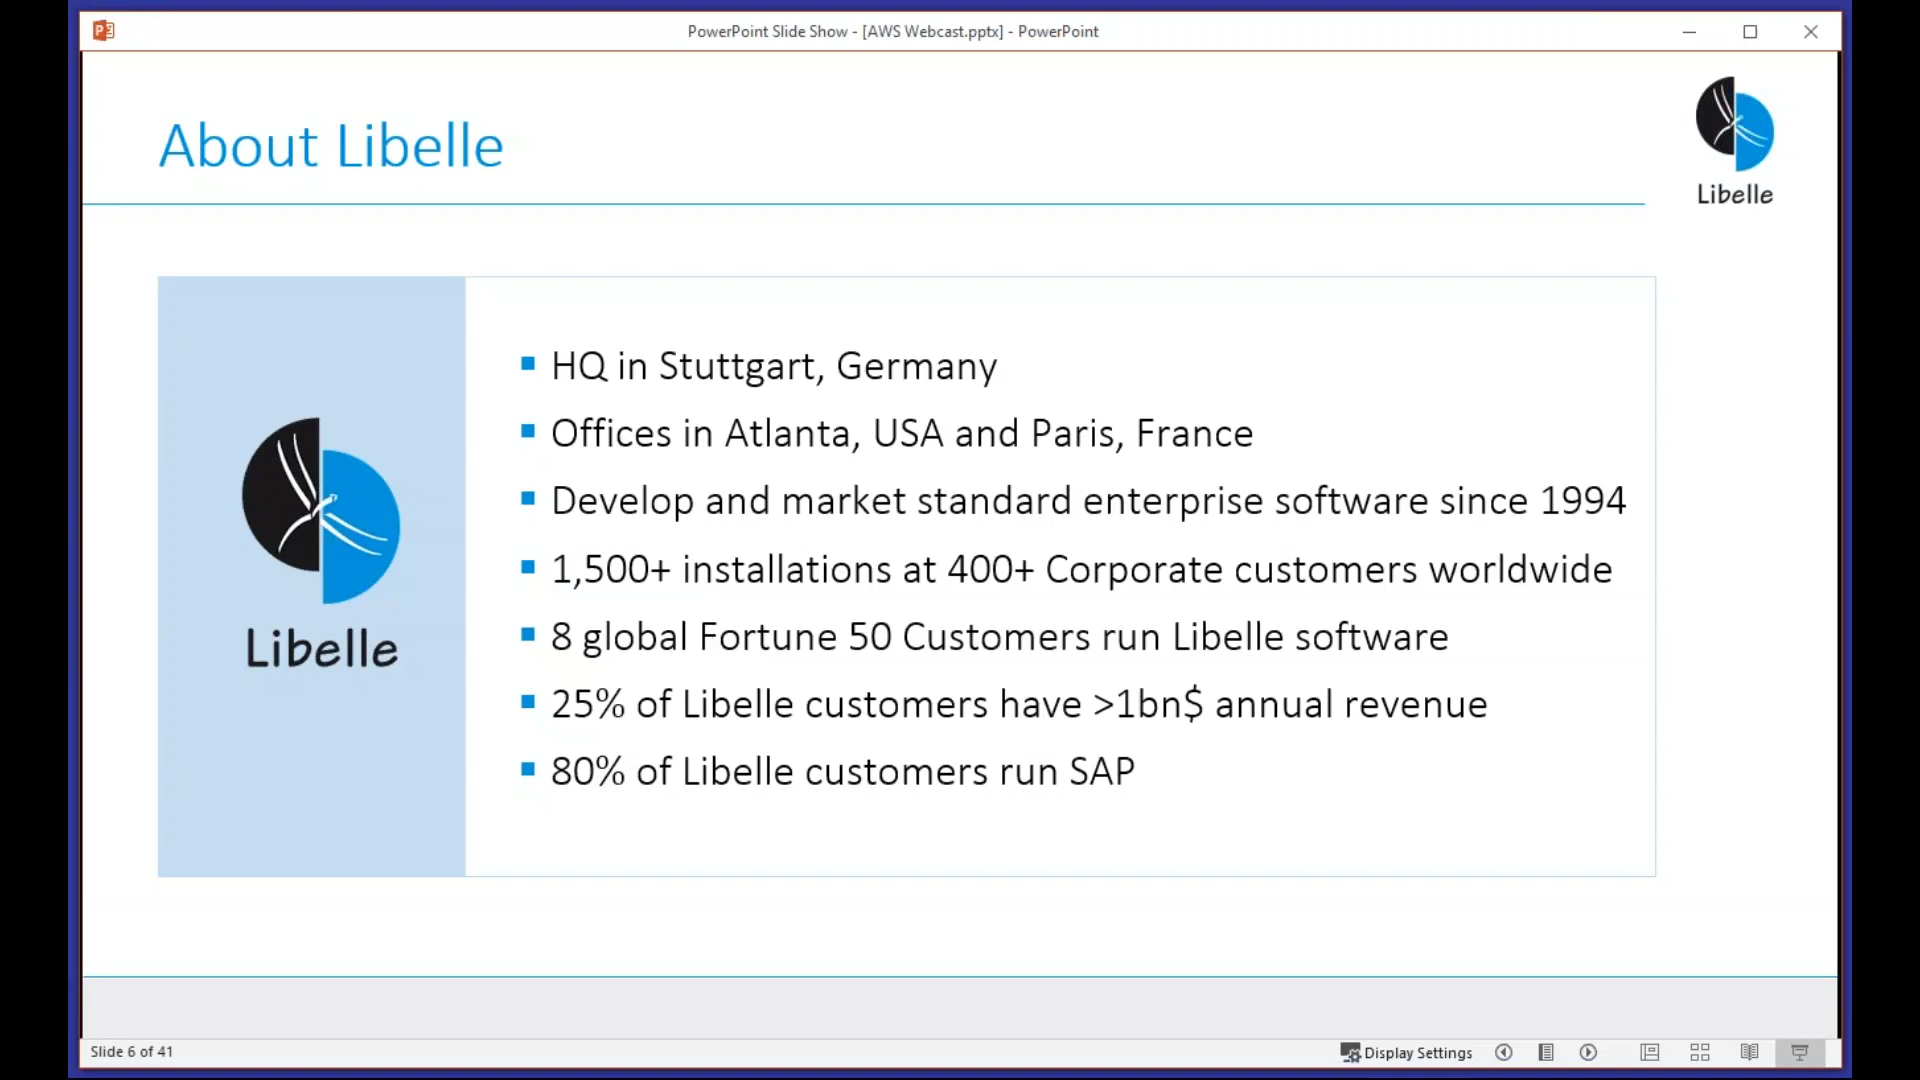 PowerPoint Slide Show - [AWS Webcast.pptx] - PowerPoint
About Libelle
Libelle
HQ in Stuttgart, Germany
Offices in Atlanta, USA and Paris, France
Develop and market standard enterprise software since 1994
1,500+ installations at 400+ Corporate customers worldwide
8 global Fortune 50 Customers run Libelle software
25% of Libelle customers have >1bn$ annual revenue
80% of Libelle customers run SAP
Libelle
Slide 6 of 41
Display Settings